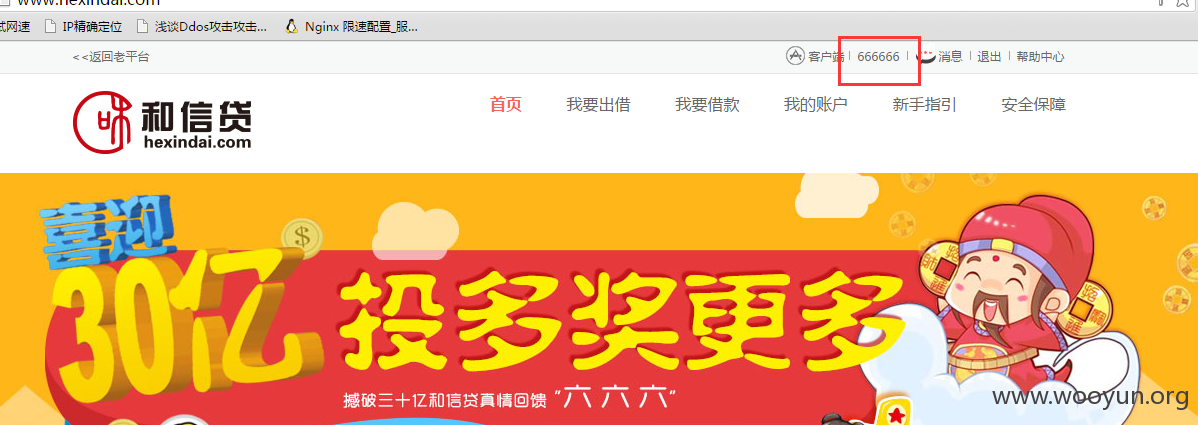 www.hexindai.com
试网速 IP精确定位 浅谈Ddos攻击攻击... Nginx 限速配置_服...
<<返回老平台 客户端 666666 消息 退出 帮助中心
和信贷
hexindai.com
首页 我要出借 我要借款 我的账户 新手指引 安全保障
喜迎
30亿
投多奖更多
撼破三十亿和信贷真情回馈 “六六六”
www.wooyun.org